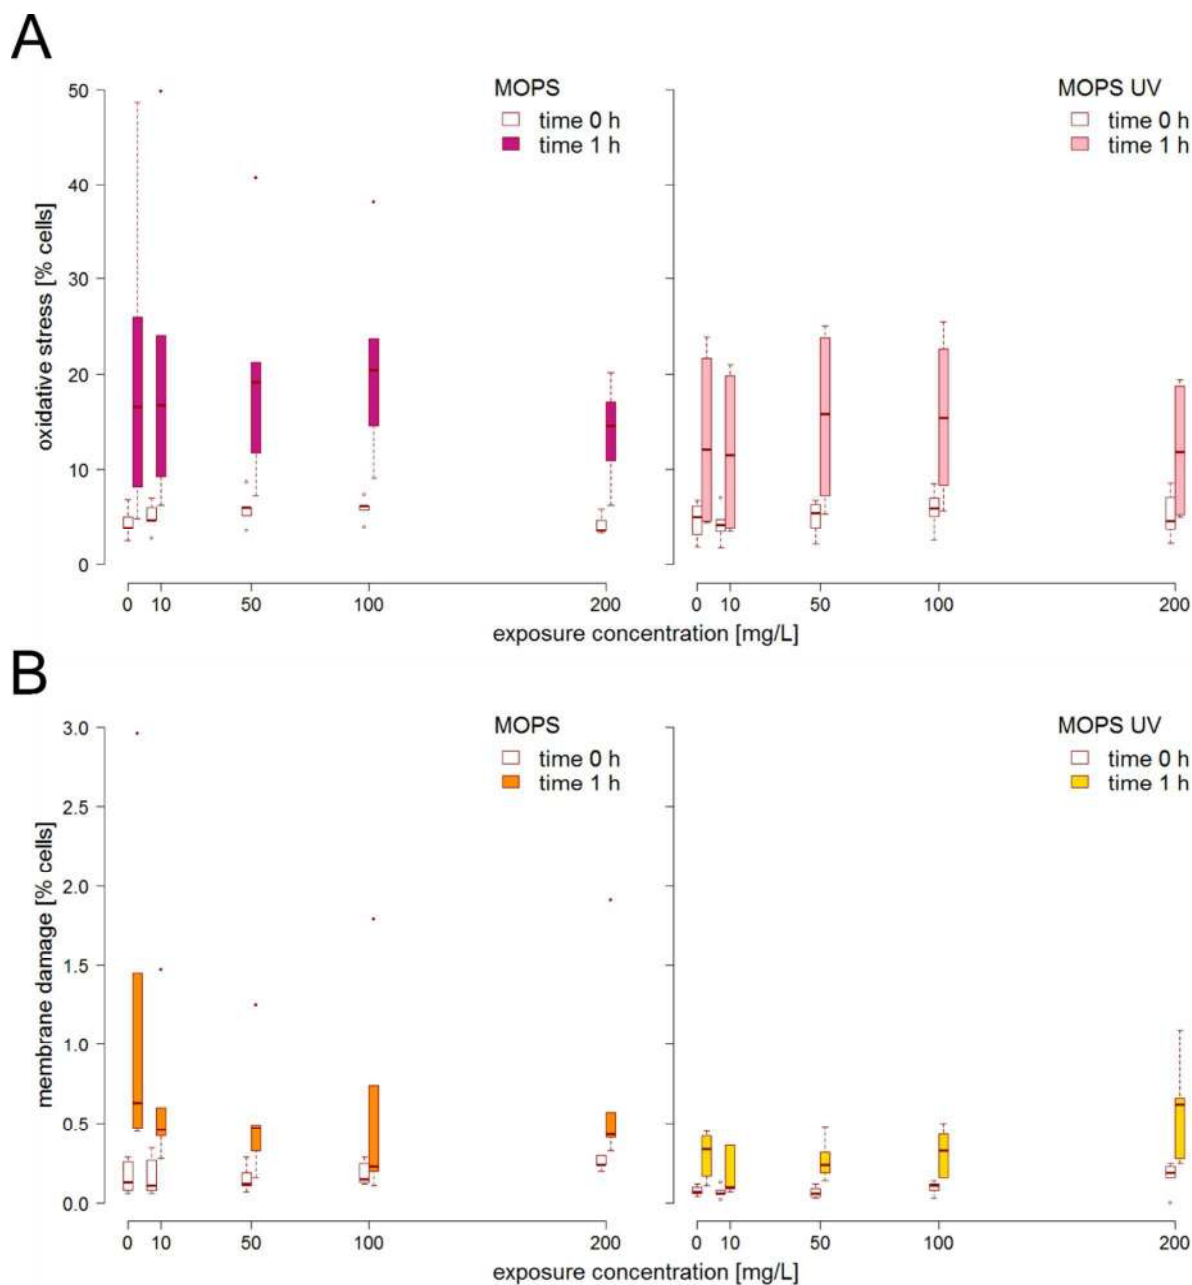 A
MOPS
time 0 h
time 1 h
MOPS UV
time 0 h
time 1 h
oxidative stress [% cells]
50
40
30
20
10
0
0 10 50 100 200
0 10 50 100 200
exposure concentration [mg/L]
B
MOPS
time 0 h
time 1 h
MOPS UV
time 0 h
time 1 h
membrane damage [% cells]
3.0
2.5
2.0
1.5
1.0
0.5
0.0
0 10 50 100 200
0 10 50 100 200
exposure concentration [mg/L]